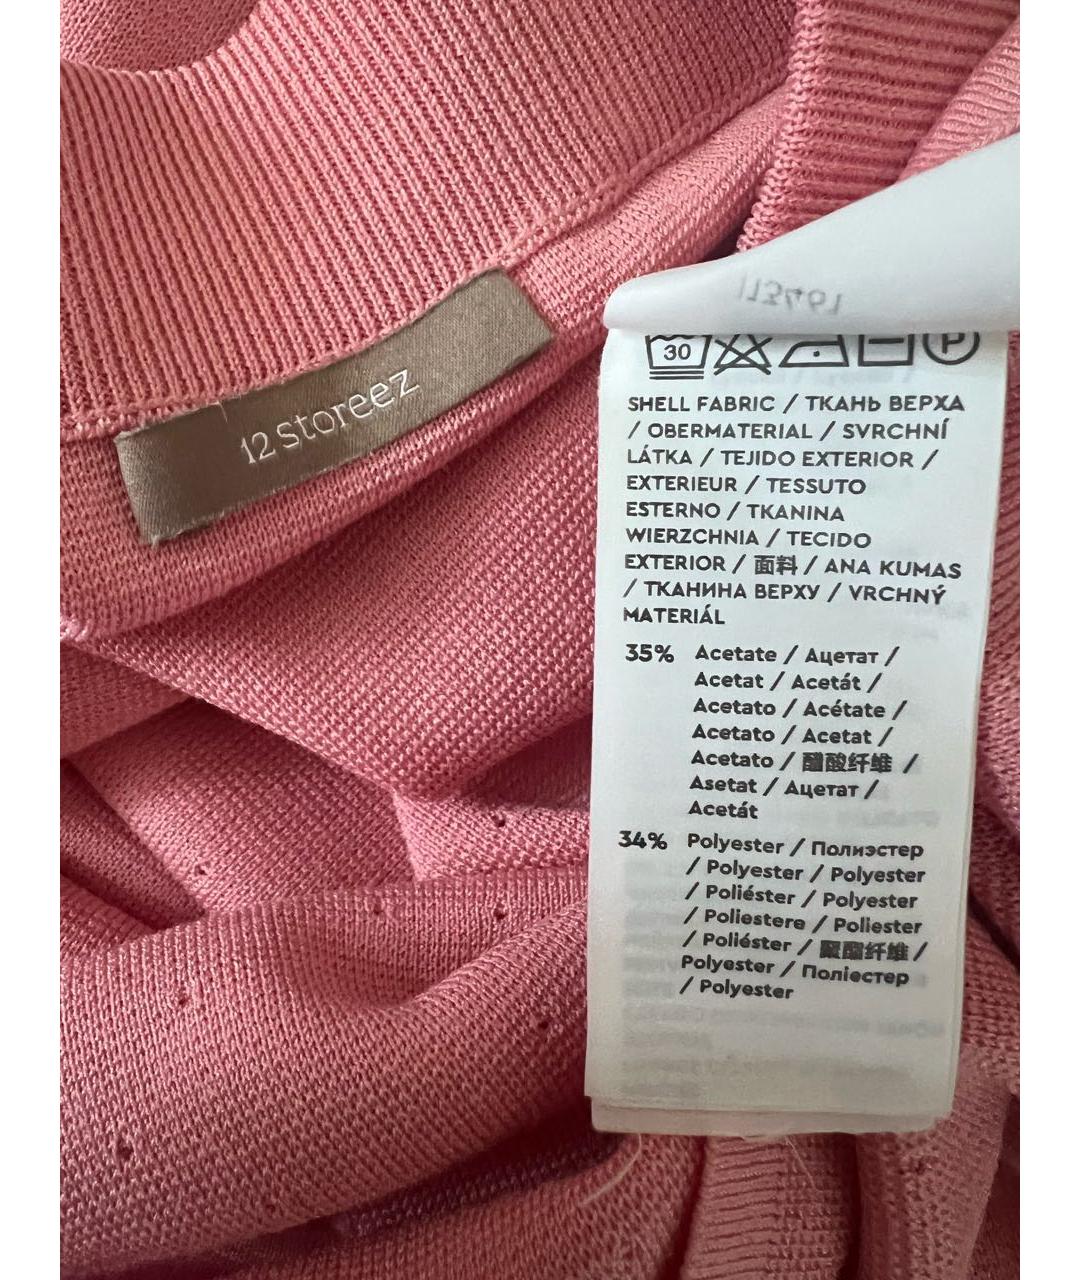 12 STOREEZ
30
P
SHELL FABRIC / ТКАНЬ ВЕРХА
/ OBERMATERIAL / SVRCHNÍ
LÁTKA / TEJIDO EXTERIOR /
EXTERIEUR / TESSUTO
ESTERNO / TKANINA
WIERZCHNIA / TECIDO
EXTERIOR / 面料 / ANA KUMAS
/ ТКАНИНА ВЕРХУ / VRCHNÝ
MATERIÁL
35% Acetate / Ацетат /
Acetat / Acetát /
Acetato / Acétate /
Acetato / Acetat /
Acetato / 醋酸纤维 /
Asetat / Ацетат /
Acetát
34% Polyester / Полиэстер
/ Polyester / Polyester
/ Poliéster / Polyester
/ Poliestere / Poliester
/ Poliéster / 聚酯纤维 /
Polyester / Поліестер
/ Polyester